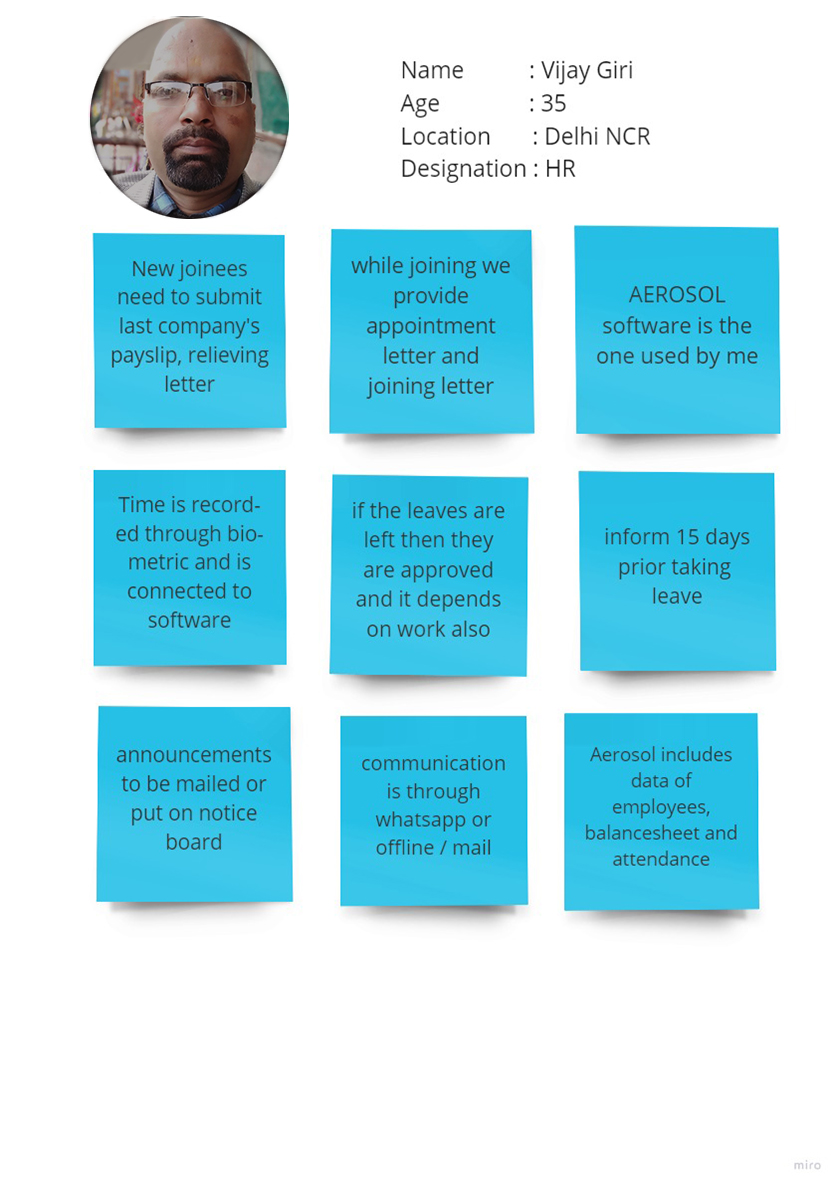 Name : Vijay Giri
Age : 35
Location : Delhi NCR
Designation : HR
New joinees
need to submit
last company's
payslip, relieving
letter
while joining we
provide
appointment
letter and
joining letter
AEROSOL
software is the
one used by me
Time is record-
ed through bio-
metric and is
connected to
software
if the leaves are
left then they
are approved
and it depends
on work also
inform 15 days
prior taking
leave
announcements
to be mailed or
put on notice
board
communication
is through
whatsapp or
offline / mail
Aerosol includes
data of
employees,
balancesheet and
attendance
miro